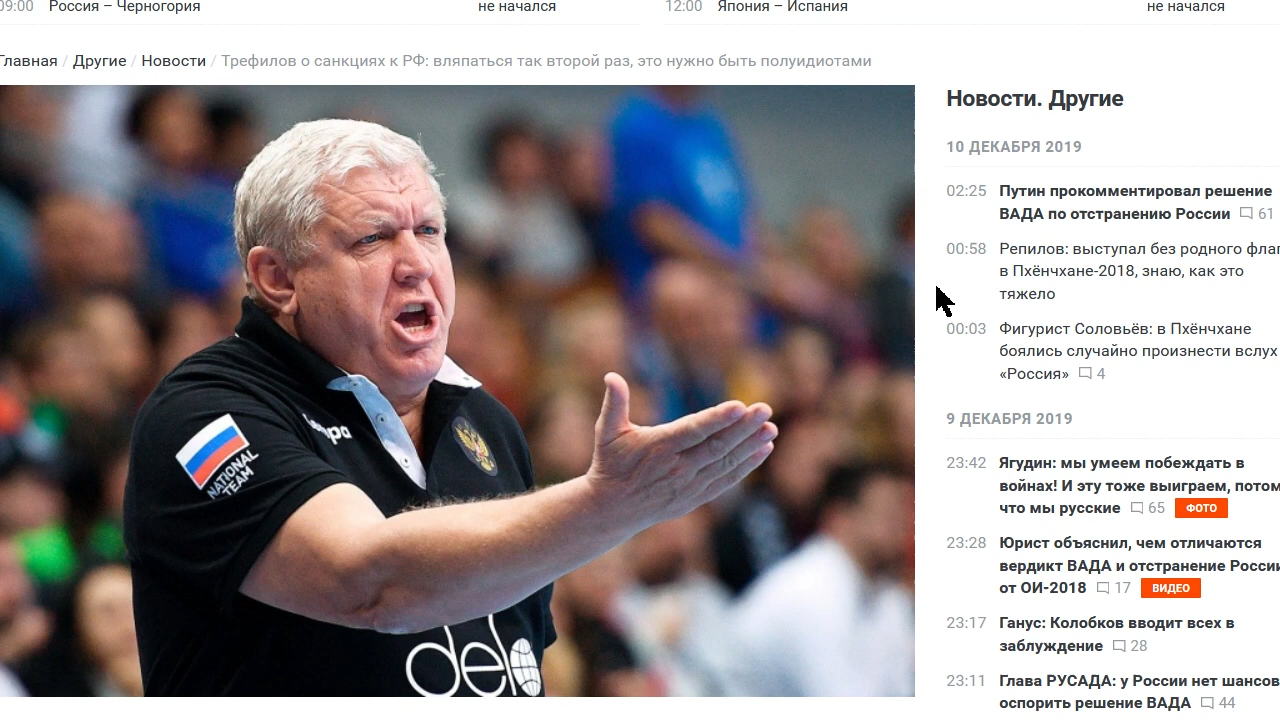 09:00 Россия – Черногория не начался
12:00 Япония – Испания не начался
Главная / Другие / Новости / Трефилов о санкциях к РФ: вляпаться так второй раз, это нужно быть полуидиотами
NATIONAL
TEAM
delo
Новости. Другие
10 ДЕКАБРЯ 2019
02:25 Путин прокомментировал решение
ВАДА по отстранению России 61
00:58 Репилов: выступал без родного флаг
в Пхёнчхане-2018, знаю, как это
тяжело
00:03 Фигурист Соловьёв: в Пхёнчхане
боялись случайно произнести вслух
«Россия» 4
9 ДЕКАБРЯ 2019
23:42 Ягудин: мы умеем побеждать в
войнах! И эту тоже выиграем, потом
что мы русские 65 ФОТО
23:28 Юрист объяснил, чем отличаются
вердикт ВАДА и отстранение России
от ОИ-2018 17 ВИДЕО
23:17 Ганус: Колобков вводит всех в
заблуждение 28
23:11 Глава РУСАДА: у России нет шансов
оспорить решение ВАДА 44